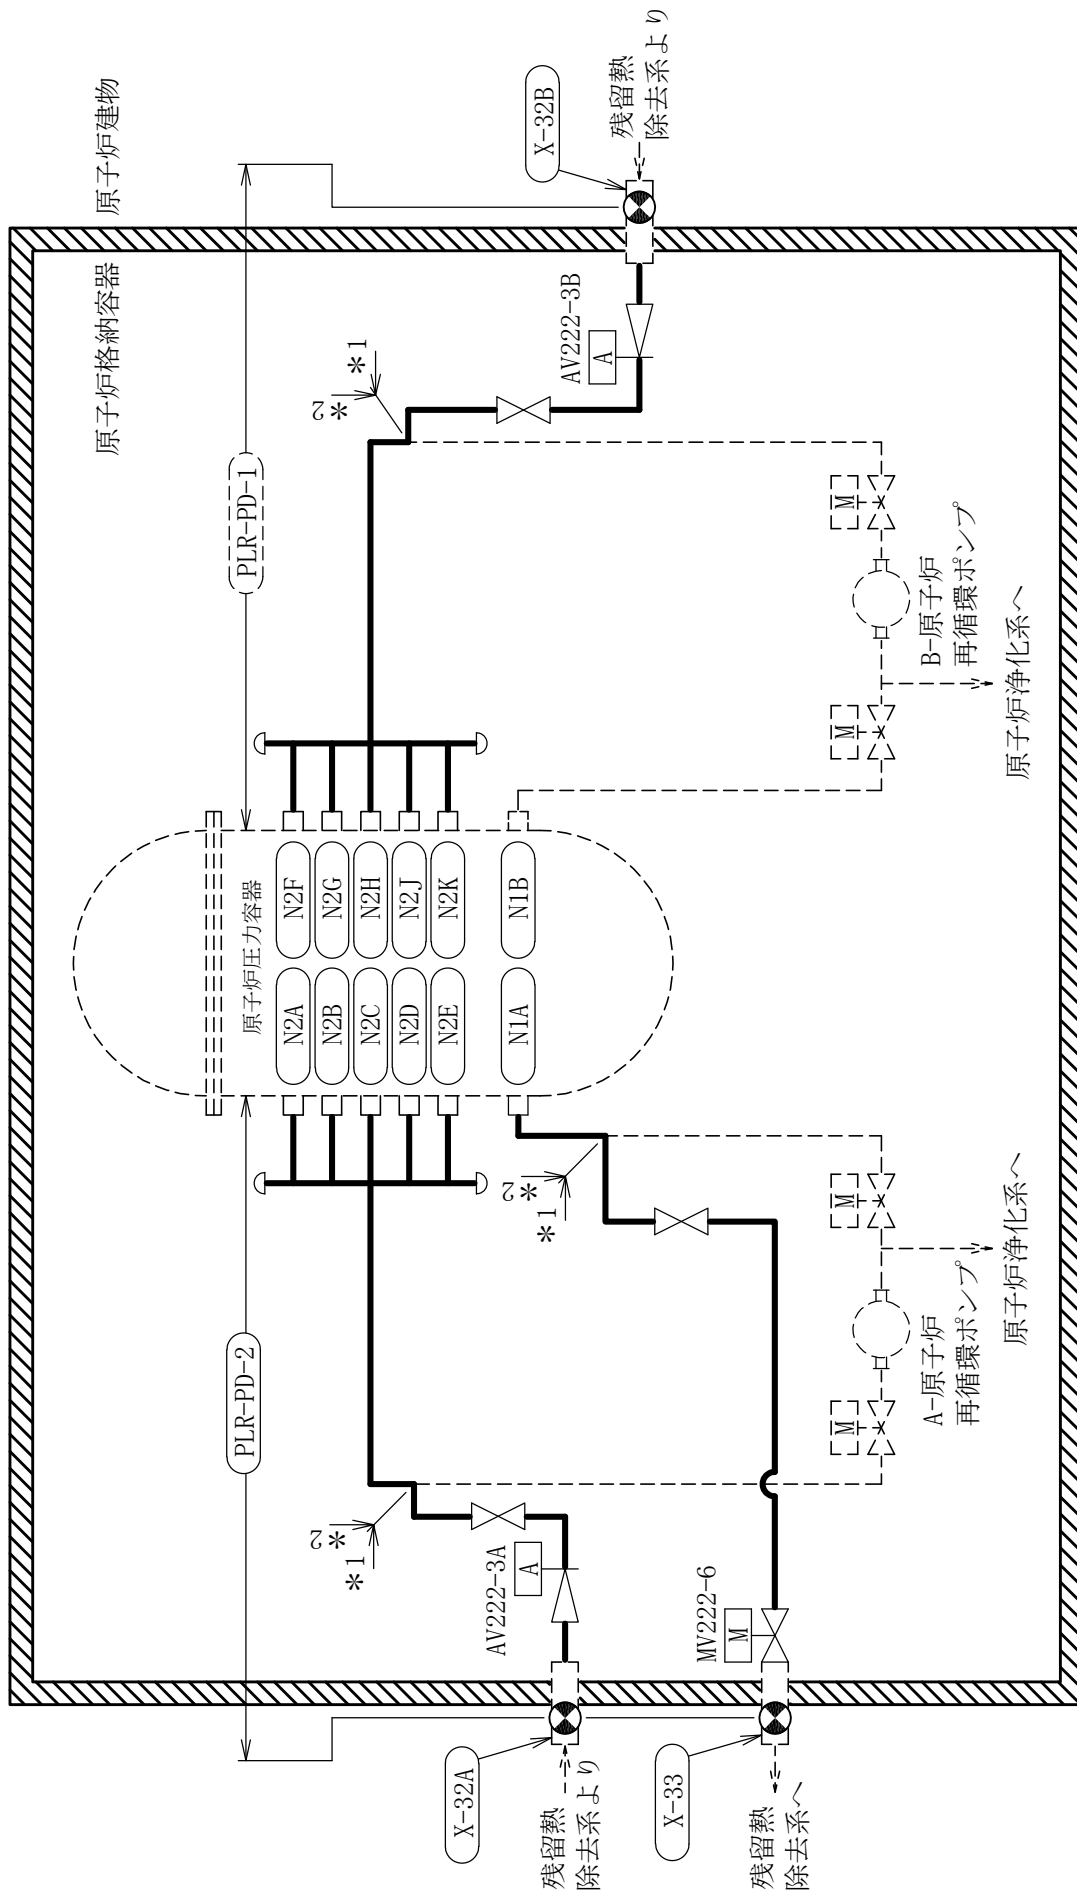 原子炉格納容器
原子炉建物
PLR-PD-2
PLR-PD-1
原子炉圧力容器
N2A
N2F
N2B
N2G
N2C
N2H
N2D
N2J
N2E
N2K
N1A
N1B
*1
*2
*1
*2
*2
*1
AV222-3A
A
AV222-3B
A
X-32A
残留熱
除去系より
X-32B
残留熱
除去系より
MV222-6
M
X-33
残留熱
除去系へ
M
M
M
M
A-原子炉
再循環ポンプ
B-原子炉
再循環ポンプ
原子炉浄化系へ
原子炉浄化系へ